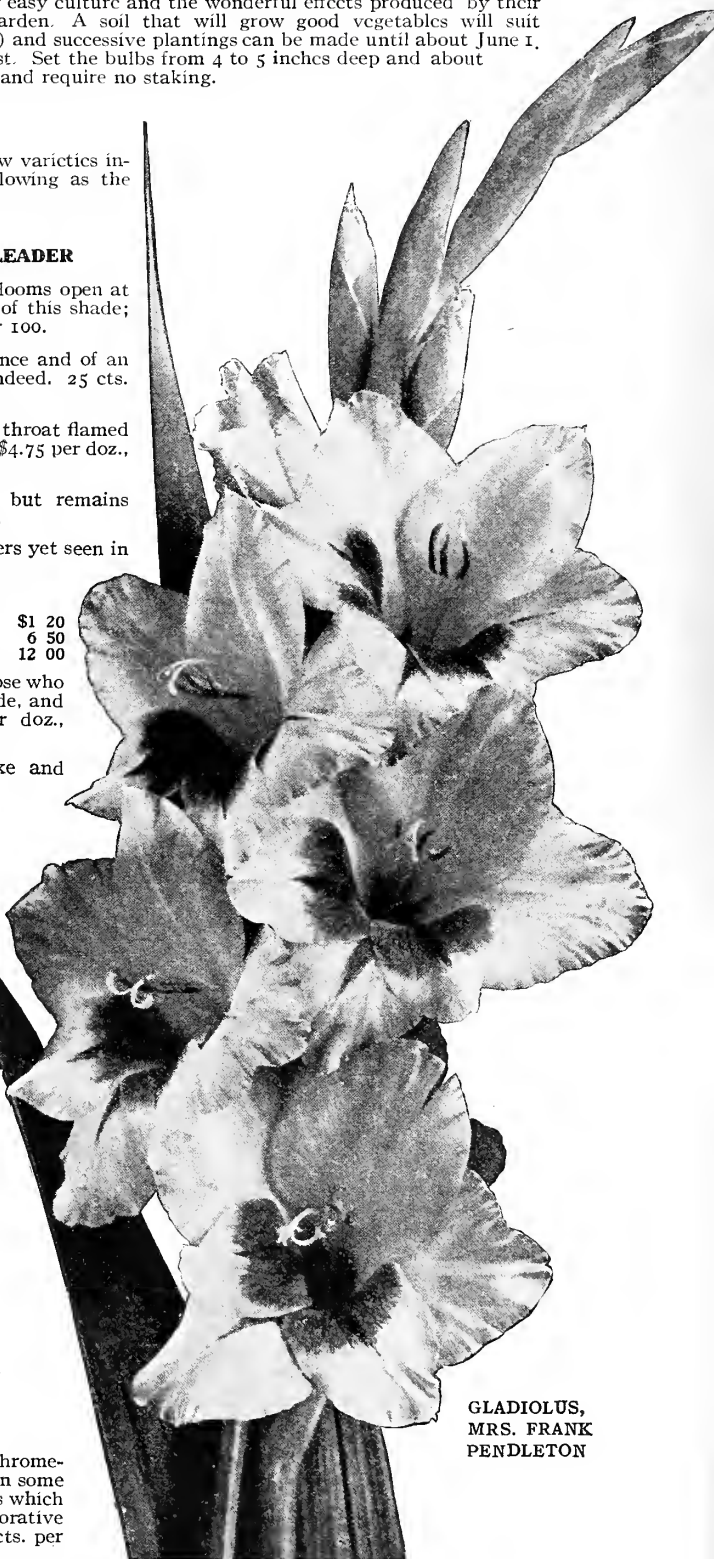 easy culture and the wonderful effects produced by their
arden. A soil that will grow good vegetables will suit
) and successive plantings can be made until about June 1.
st. Set the bulbs from 4 to 5 inches deep and about
and require no staking.
w varieties in-
lowing as the
LEADER
looms open at
of this shade;
100.
nce and of an
ndeed. 25 cts.
throat flamed
$4.75 per doz.,
but remains
ers yet seen in
$1 20
6 50
12 00
ose who
de, and
r doz.,
ke and
GLADIOLUS,
MRS. FRANK
PENDLETON
hrome-
n some
s which
orative
cts. per